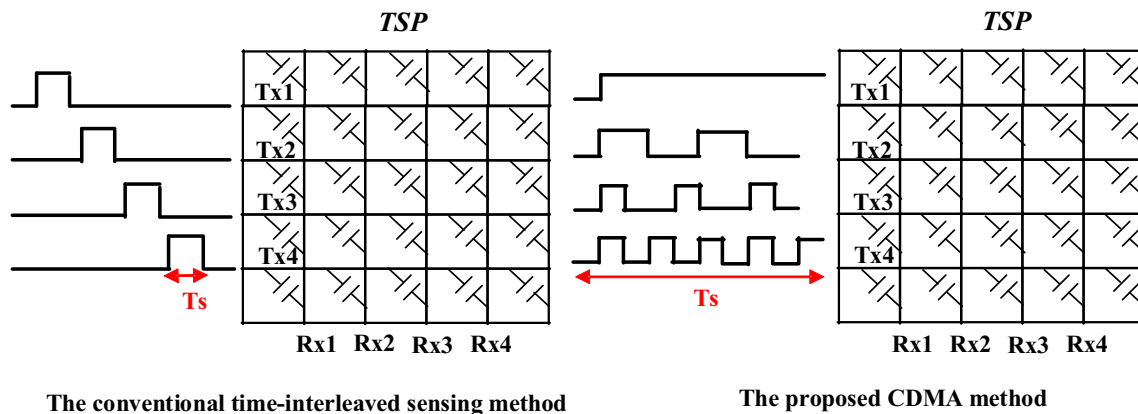 TSP
Tx1
Tx2
Tx3
Tx4
Ts
Rx1 Rx2 Rx3 Rx4
The conventional time-interleaved sensing method
TSP
Tx1
Tx2
Tx3
Tx4
Ts
Rx1 Rx2 Rx3 Rx4
The proposed CDMA method